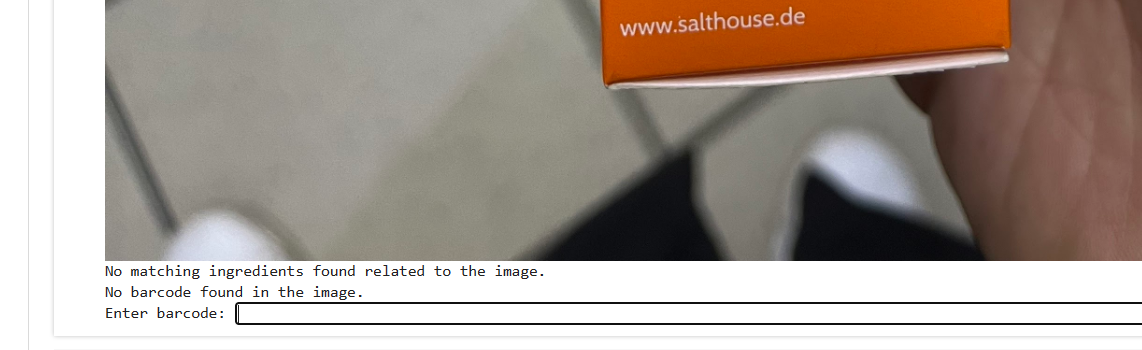 www.salthouse.de
No matching ingredients found related to the image.
No barcode found in the image.
Enter barcode: